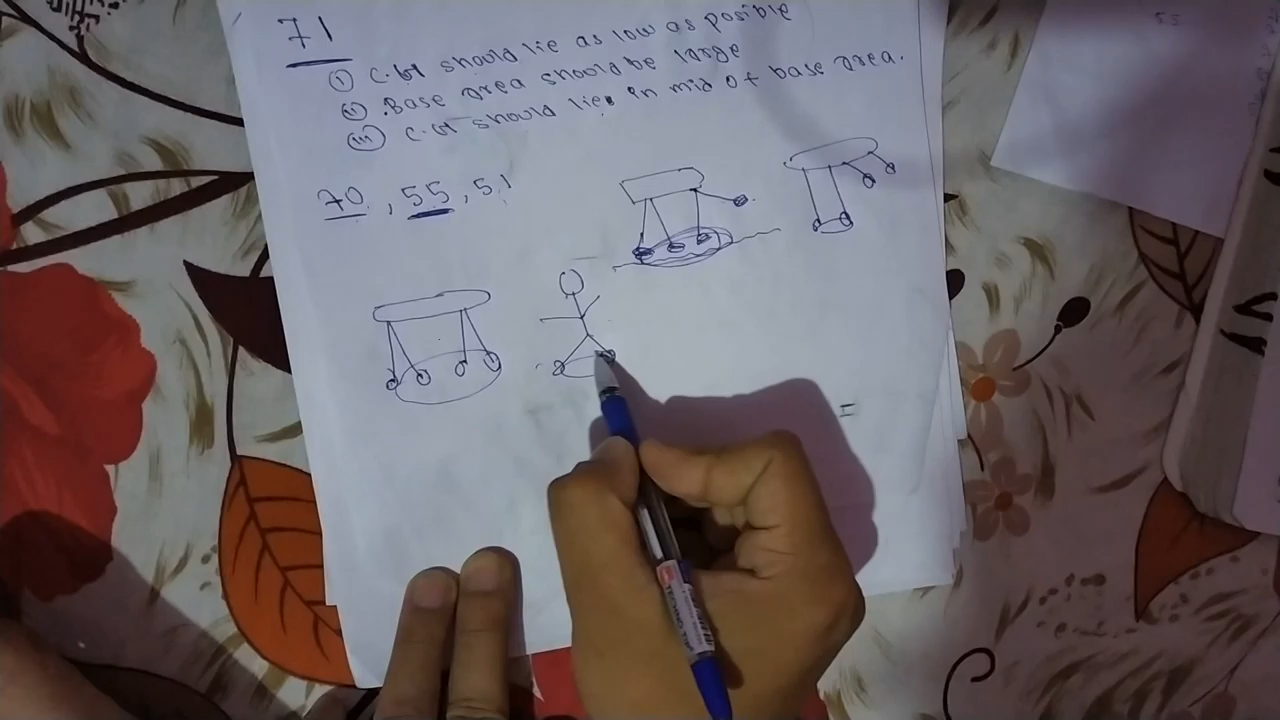 71
(i) C.G should lie as low as posible
(ii) .Base area should be large
(iii) C.G should lie in mid of base area.
70, 55, 51